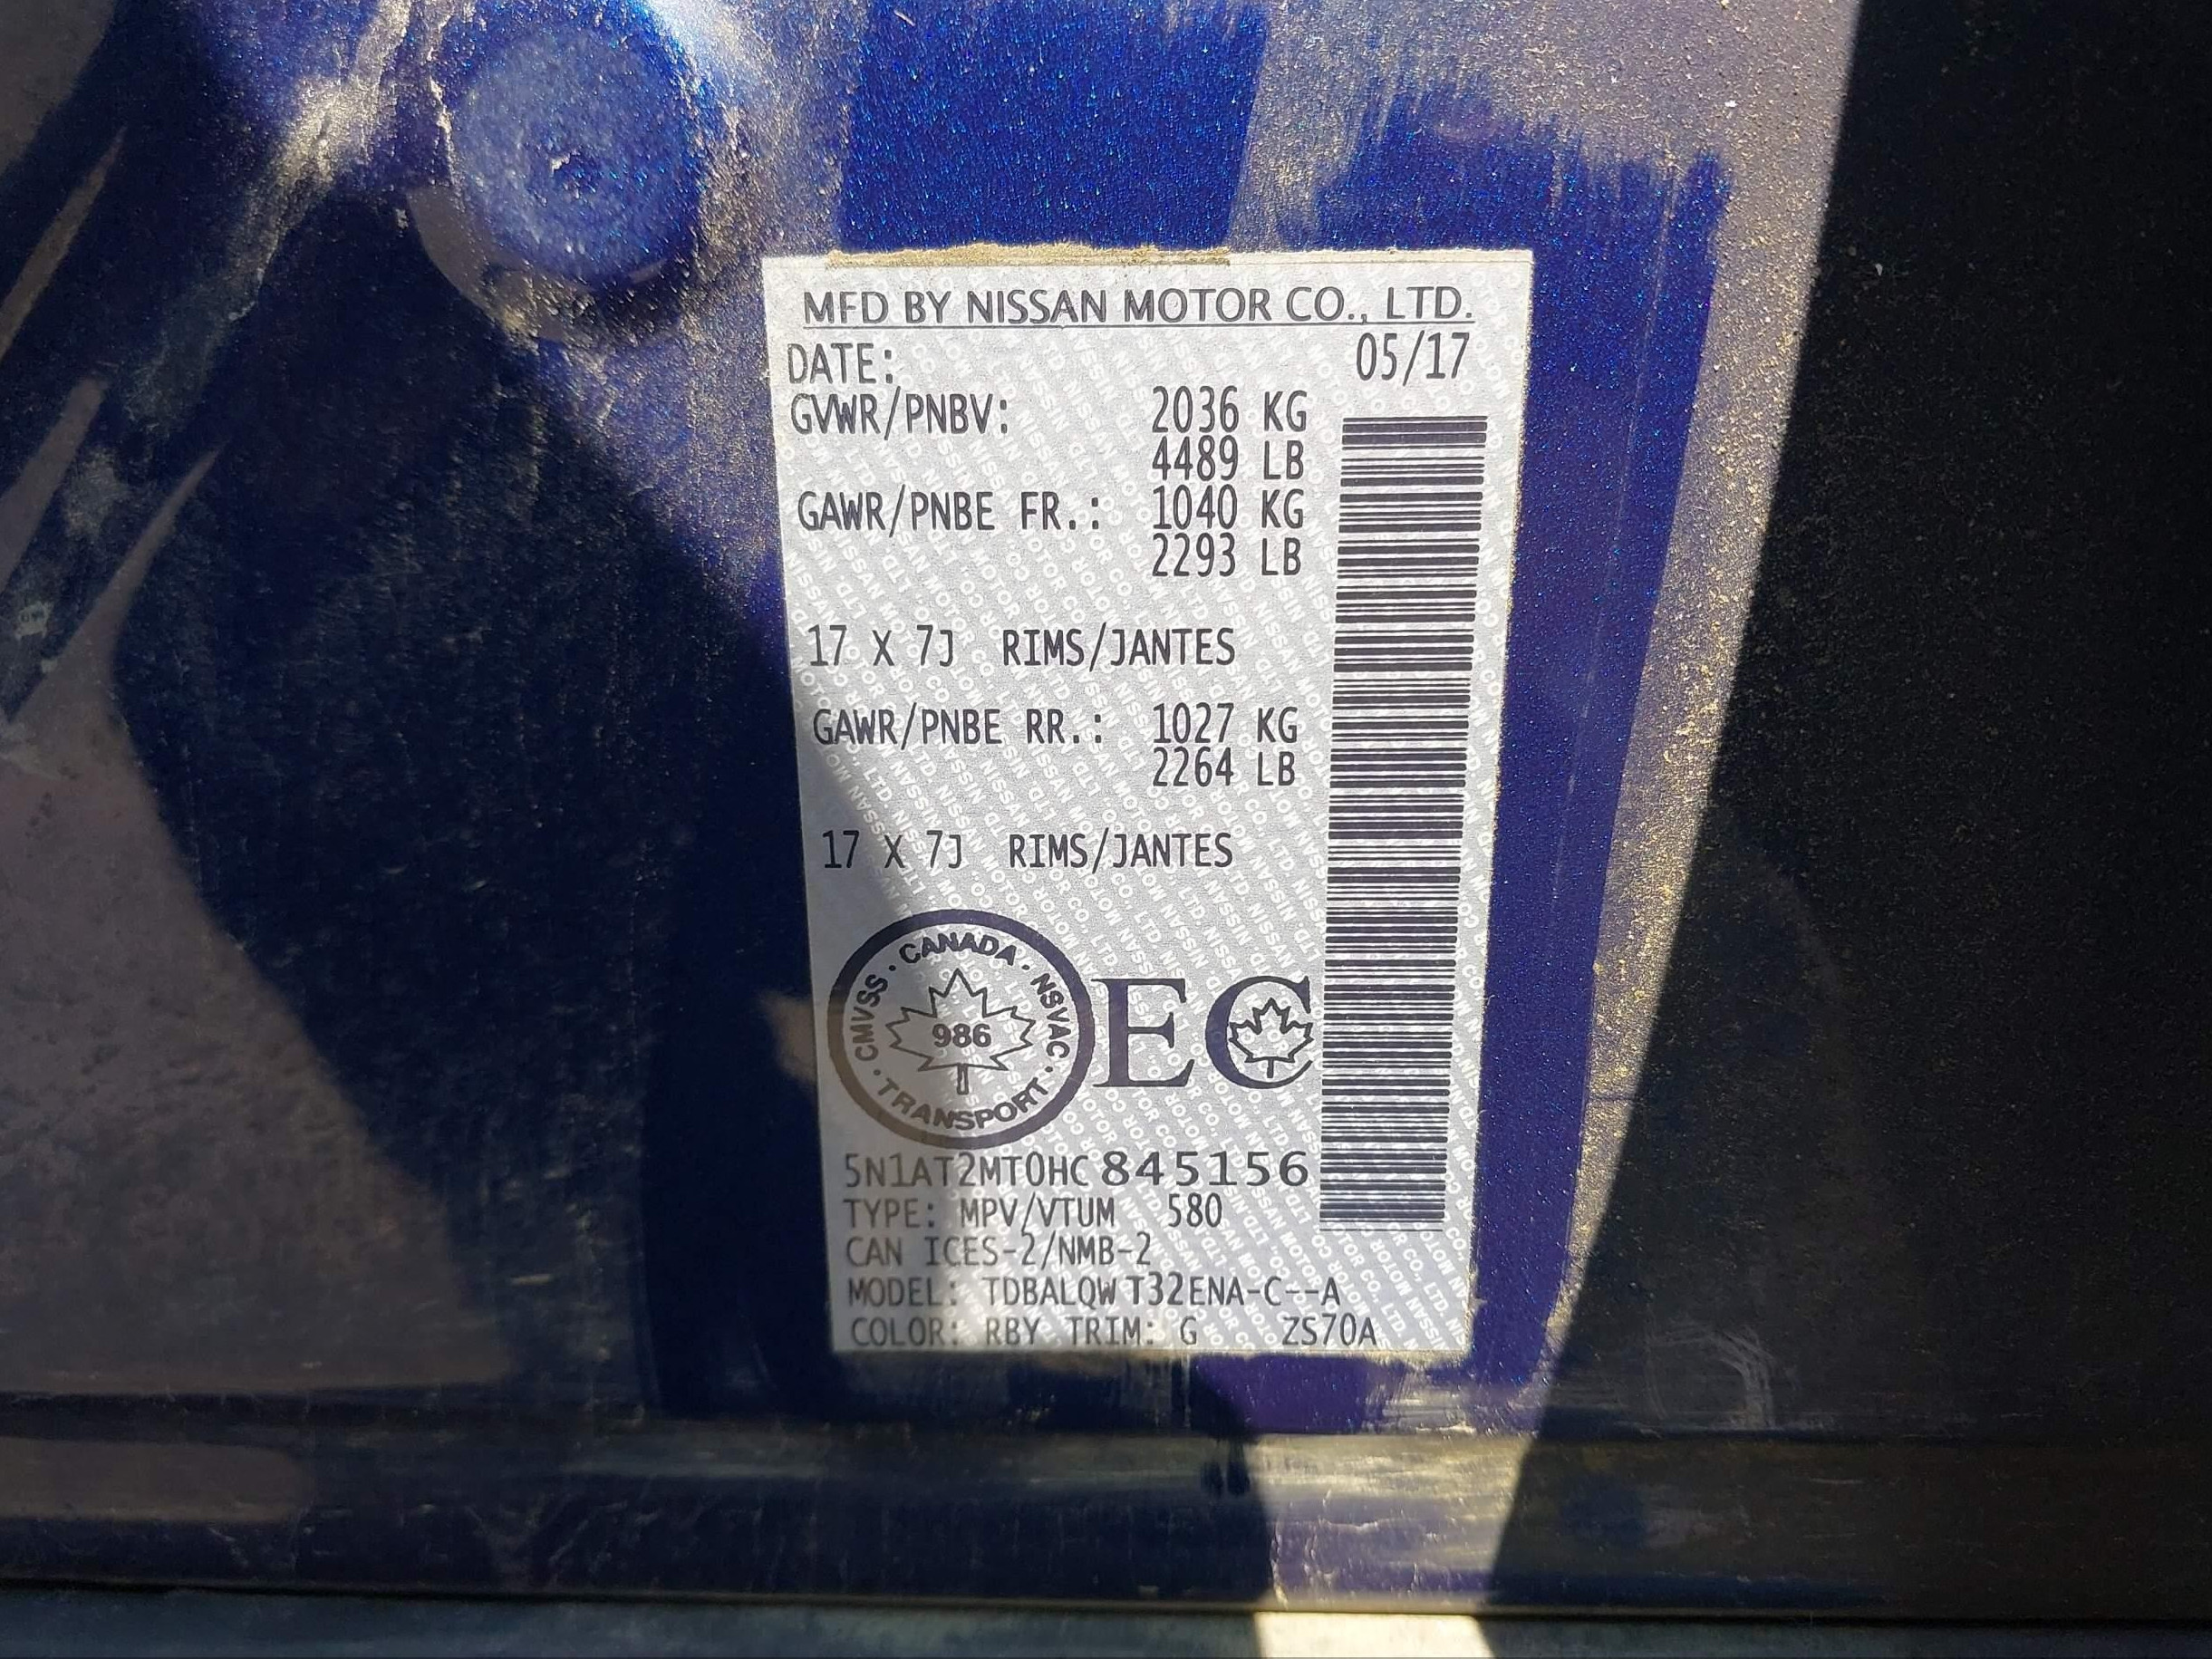 MFD BY NISSAN MOTOR CO., LTD.
DATE: 05/17
GVWR/PNBV: 2036 KG
4489 LB
GAWR/PNBE FR.: 1040 KG
2293 LB
17 X 7J RIMS/JANTES
GAWR/PNBE RR.: 1027 KG
2264 LB
17 X 7J RIMS/JANTES
CMVSS · CANADA · NSVAC · TRANSPORT ·
986
EC
5N1AT2MT0HC845156
TYPE: MPV/VTUM 580
CAN ICES-2/NMB-2
MODEL: TDBALQW T32ENA-C--A
COLOR: RBY TRIM: G ZS70A